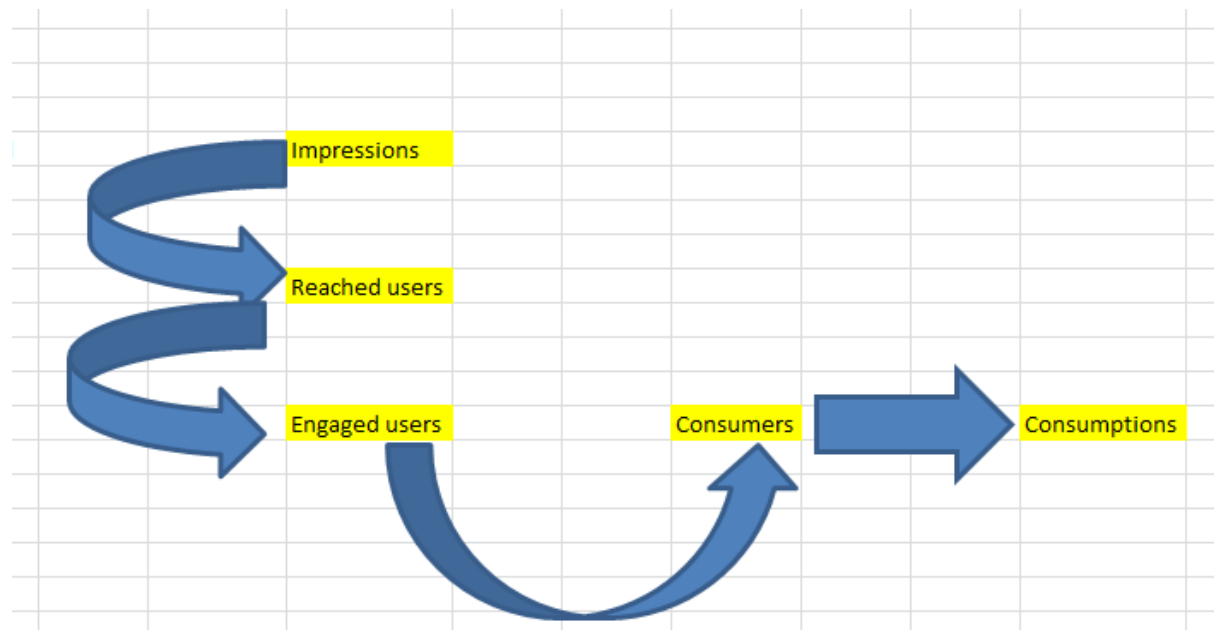 Impressions
Reached users
Engaged users
Consumers
Consumptions